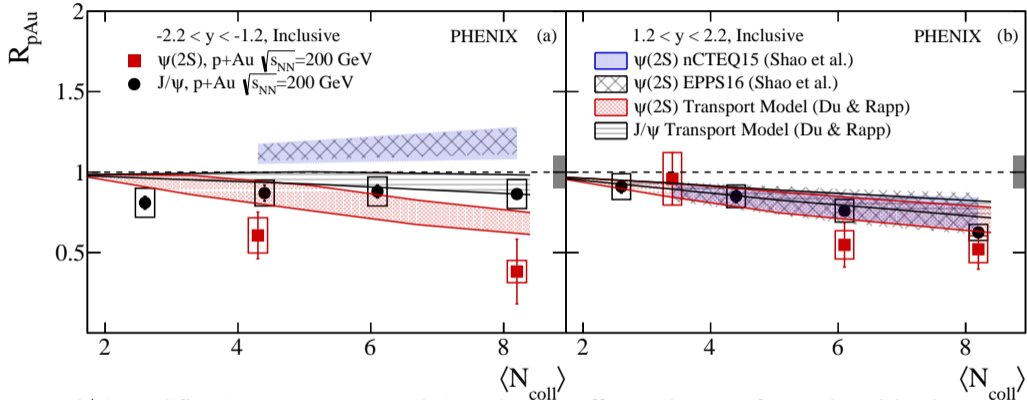 R_pAu
2
1.5
1
0.5
-2.2 < y < -1.2, Inclusive
PHENIX (a)
ψ(2S), p+Au √s_NN=200 GeV
J/ψ, p+Au √s_NN=200 GeV
1.2 < y < 2.2, Inclusive
PHENIX (b)
ψ(2S) nCTEQ15 (Shao et al.)
ψ(2S) EPPS16 (Shao et al.)
ψ(2S) Transport Model (Du & Rapp)
J/ψ Transport Model (Du & Rapp)
2 4 6 8
2 4 6 8
⟨N_coll⟩
⟨N_coll⟩